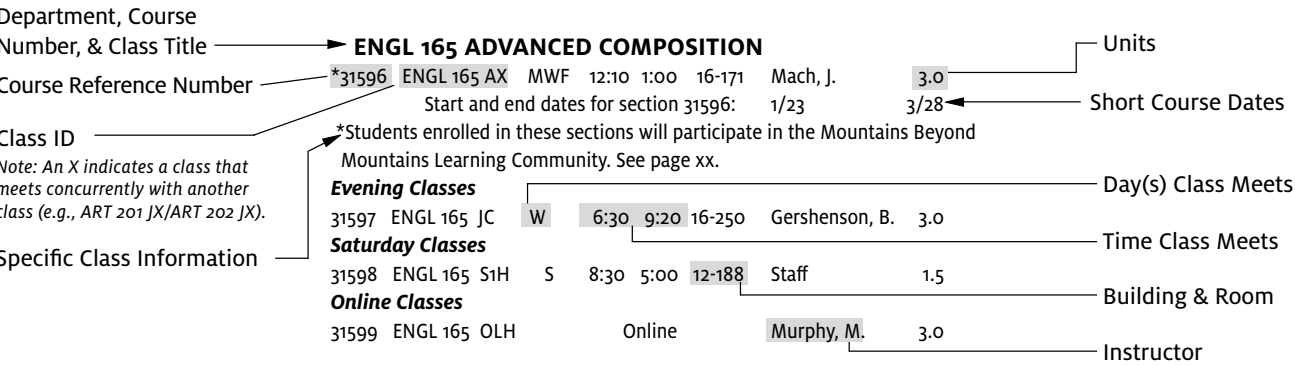 Department, Course
Number, & Class Title
ENGL 165 ADVANCED COMPOSITION
Units
Course Reference Number
*31596 ENGL 165 AX MWF 12:10 1:00 16-171 Mach, J. 3.0
Start and end dates for section 31596: 1/23 3/28
Short Course Dates
Class ID
Note: An X indicates a class that
meets concurrently with another
class (e.g., ART 201 JX/ART 202 JX).
*Students enrolled in these sections will participate in the Mountains Beyond
Mountains Learning Community. See page xx.
Evening Classes
Day(s) Class Meets
31597 ENGL 165 JC W 6:30 9:20 16-250 Gershenson, B. 3.0
Time Class Meets
Specific Class Information
Saturday Classes
31598 ENGL 165 S1H S 8:30 5:00 12-188 Staff 1.5
Building & Room
Online Classes
31599 ENGL 165 OLH Online Murphy, M. 3.0
Instructor